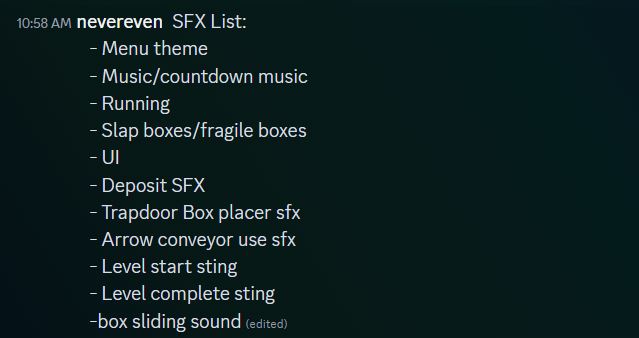 10:58 AM nevereven SFX List:
- Menu theme
- Music/countdown music
- Running
- Slap boxes/fragile boxes
- UI
- Deposit SFX
- Trapdoor Box placer sfx
- Arrow conveyor use sfx
- Level start sting
- Level complete sting
-box sliding sound (edited)